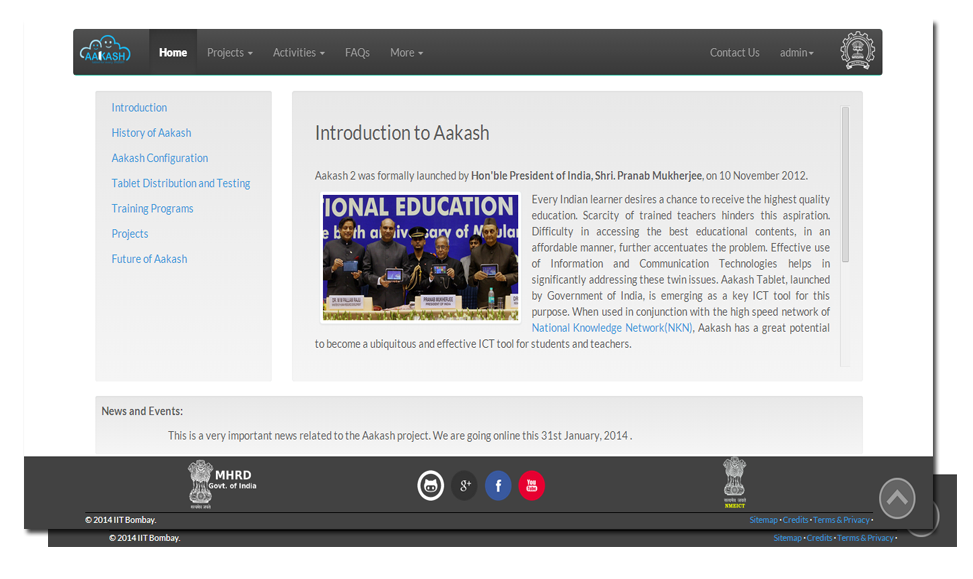 AAKASH
Home
Projects
Activities
FAQs
More
Contact Us
admin
Introduction
History of Aakash
Aakash Configuration
Tablet Distribution and Testing
Training Programs
Projects
Future of Aakash
Introduction to Aakash
Aakash 2 was formally launched by Hon'ble President of India, Shri. Pranab Mukherjee, on 10 November 2012.
IONAL EDUCATION
Every Indian learner desires a chance to receive the highest quality
education. Scarcity of trained teachers hinders this aspiration.
Difficulty in accessing the best educational contents, in an
affordable manner, further accentuates the problem. Effective use
of Information and Communication Technologies helps in
significantly addressing these twin issues. Aakash Tablet, launched
by Government of India, is emerging as a key ICT tool for this
purpose. When used in conjunction with the high speed network of
National Knowledge Network(NKN), Aakash has a great potential
to become a ubiquitous and effective ICT tool for students and teachers.
PRANAB MUKHERJEE
News and Events:
This is a very important news related to the Aakash project. We are going online this 31st January, 2014 .
MHRD
Govt. of India
g+
f
You
NMEICT
© 2014 IIT Bombay.
Sitemap • Credits • Terms & Privacy •
© 2014 IIT Bombay.
Sitemap • Credits • Terms & Privacy •